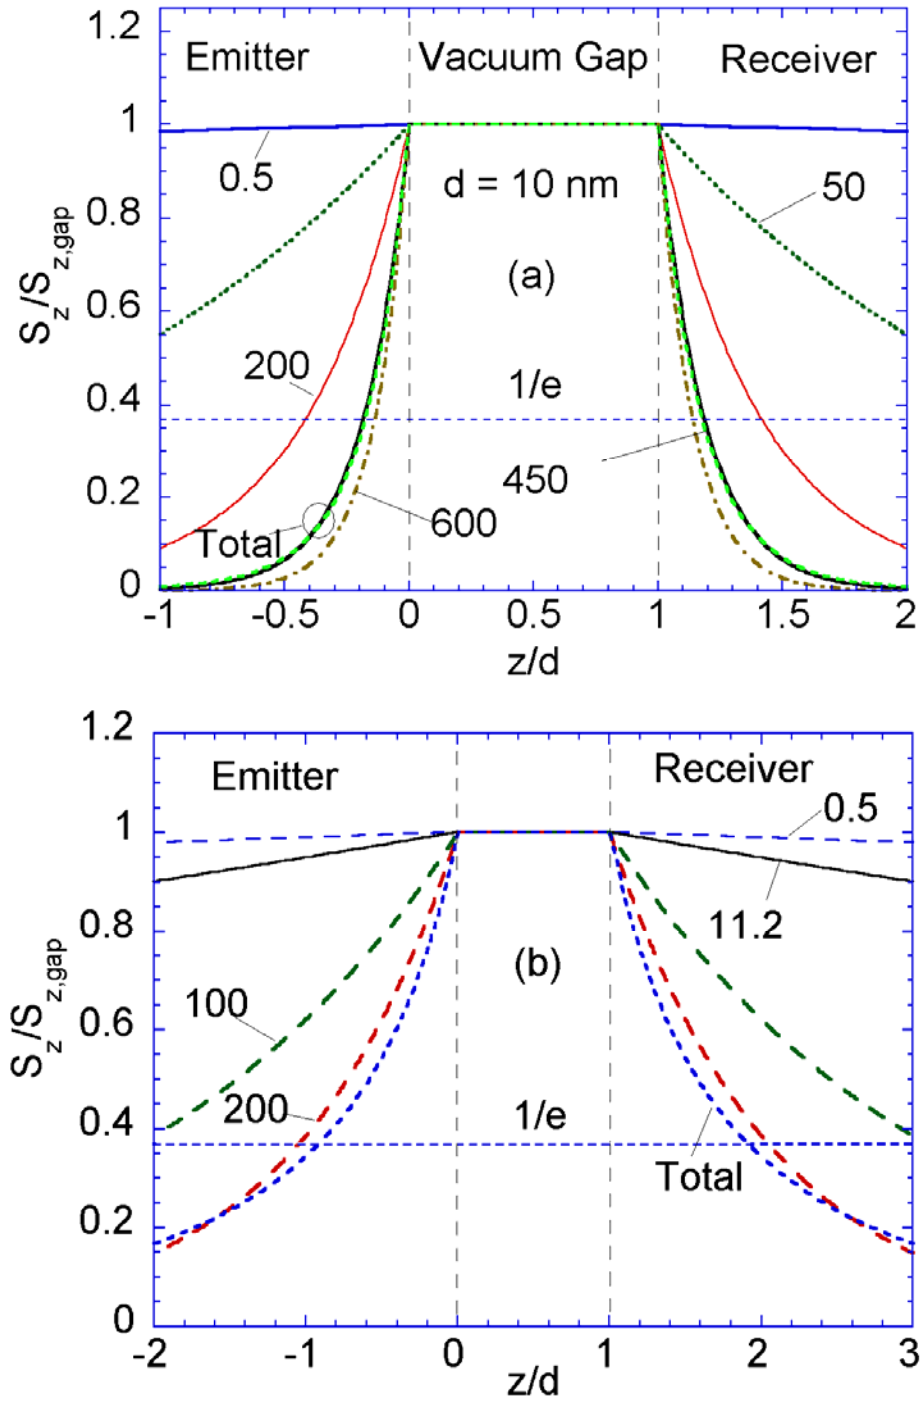 1.2
Emitter
Vacuum Gap
Receiver
1
0.5
d = 10 nm
50
0.8
S_z/S_z,gap
(a)
0.6
200
1/e
0.4
450
0.2
600
Total
0
-1
-0.5
0
0.5
1
1.5
2
z/d
1.2
Emitter
Receiver
0.5
1
11.2
0.8
S_z/S_z,gap
(b)
100
0.6
200
1/e
0.4
Total
0.2
0
-2
-1
0
1
2
3
z/d